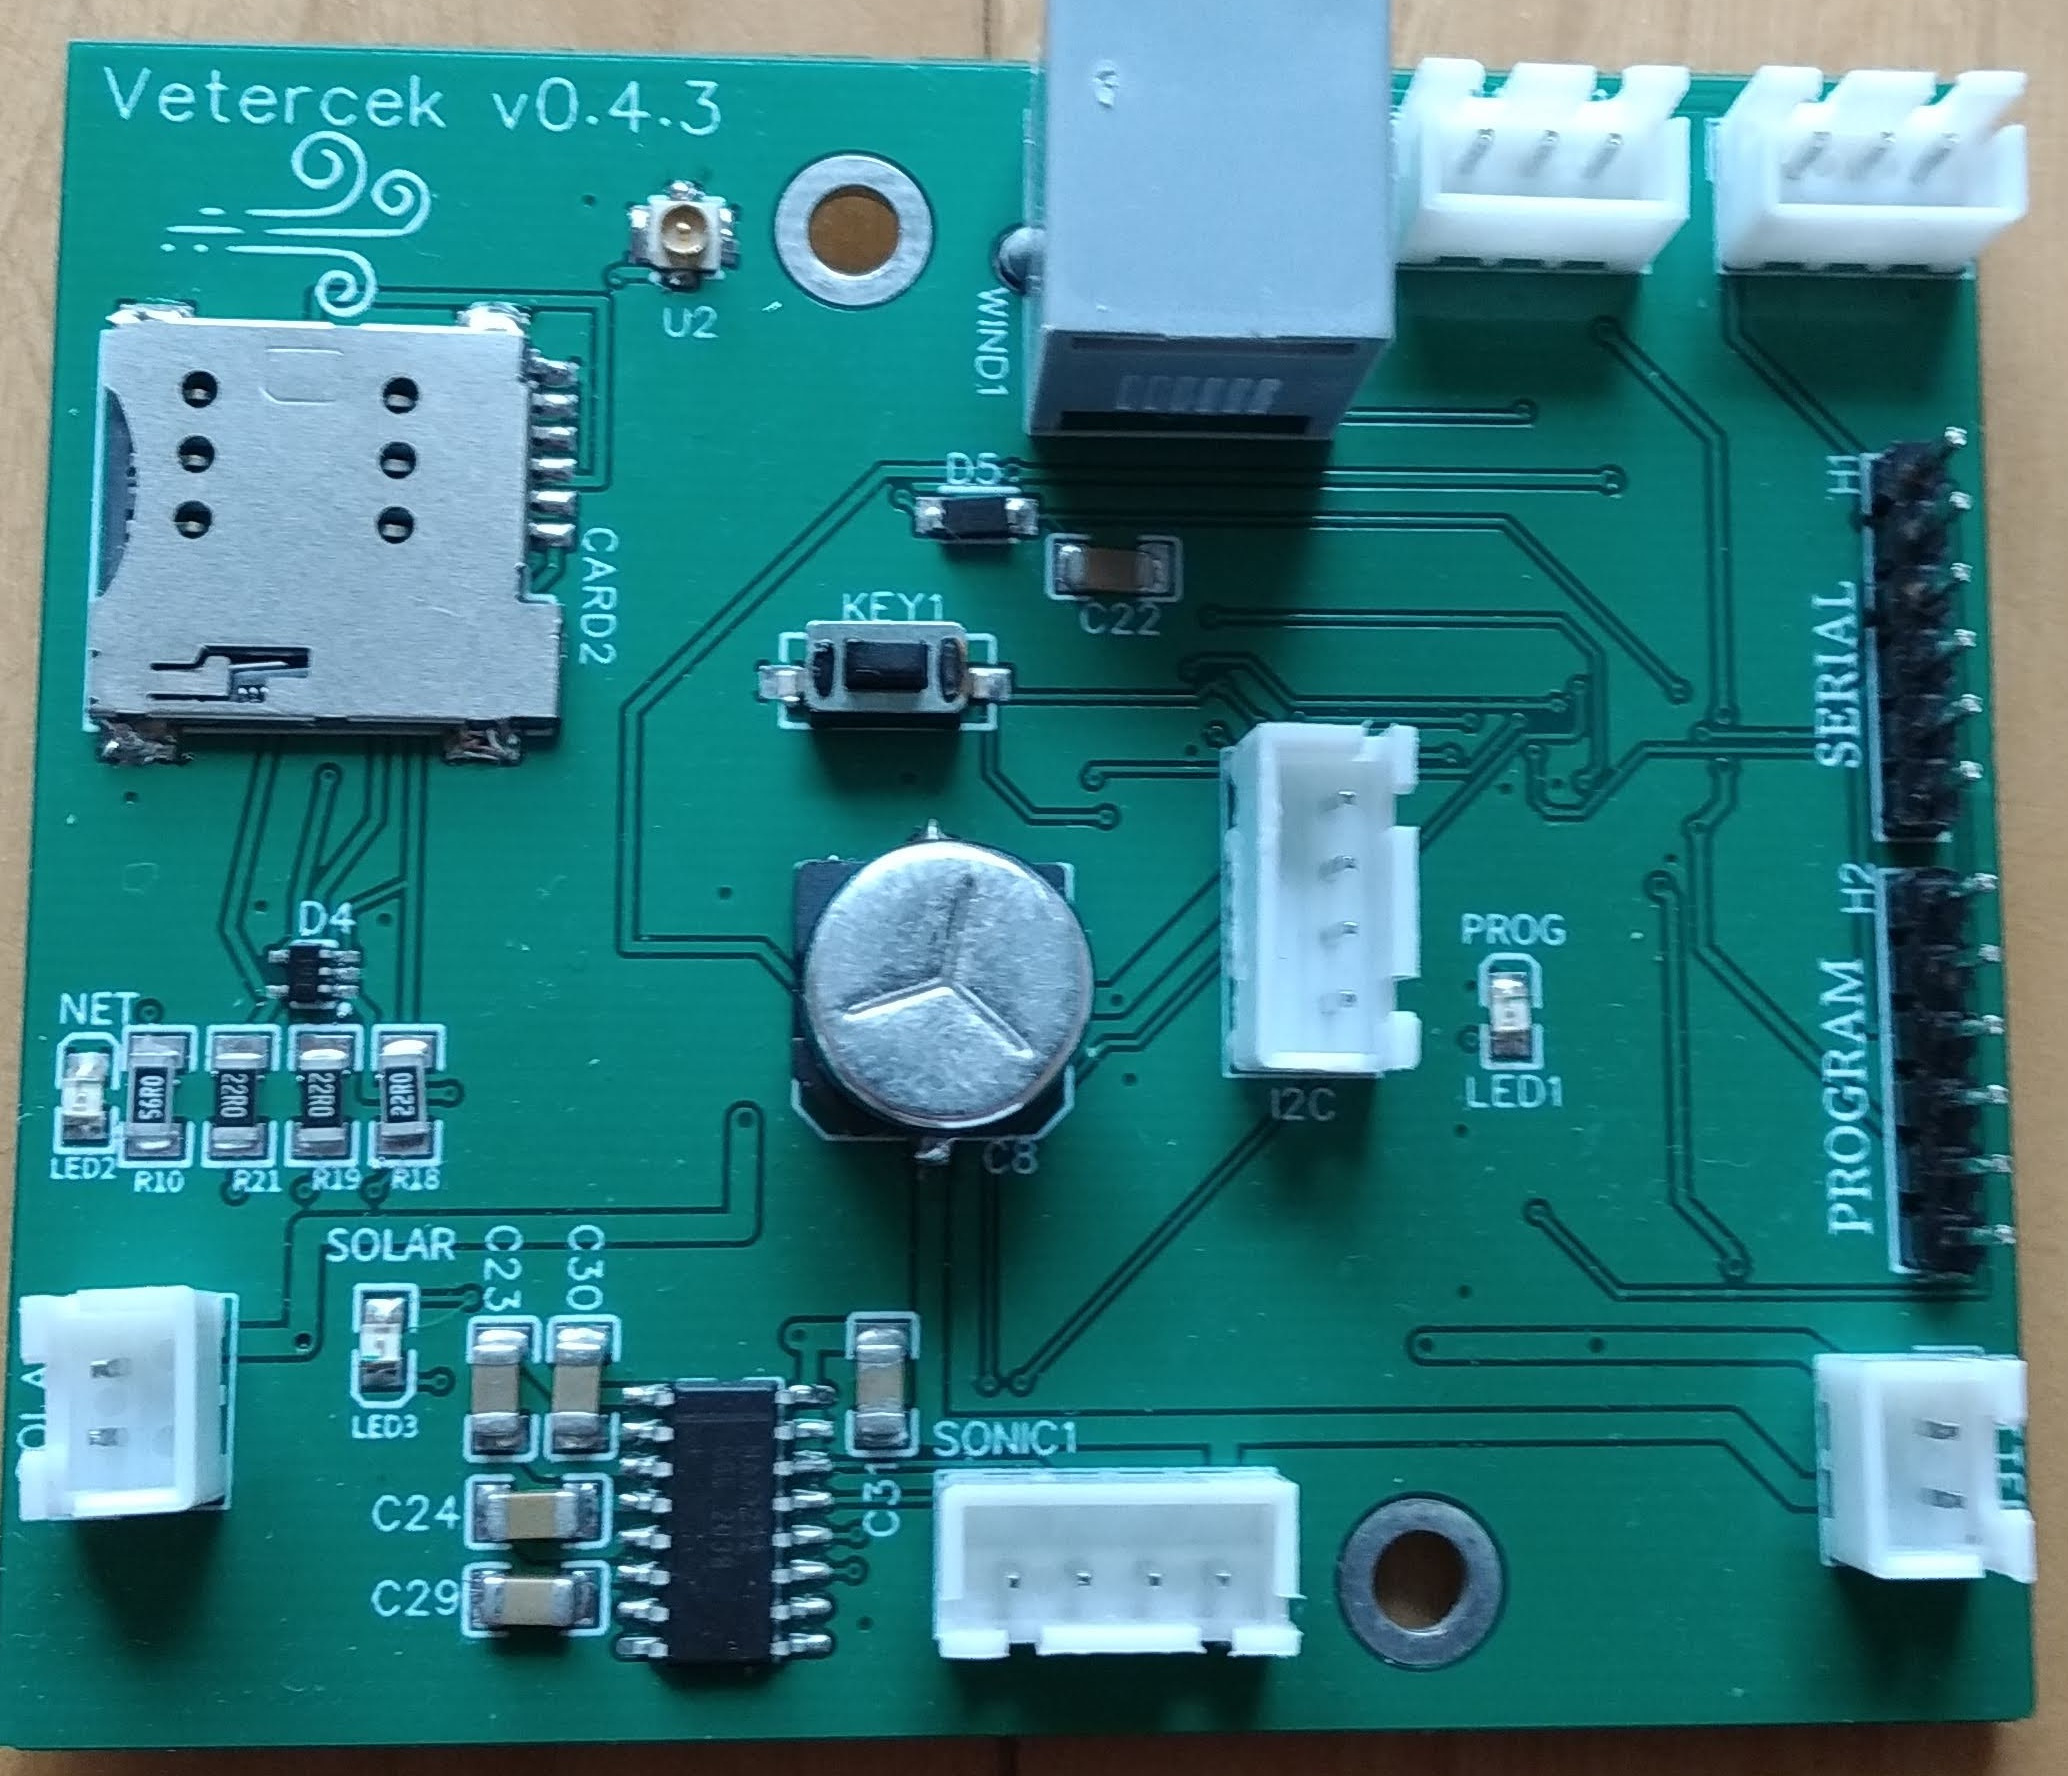 Vetercek v0.4.3
U2
WIND1
D5
H1
CARD2
C22
KEY1
SERIAL
H2
D4
PROG
NET
56R0
22R0
22R0
22R0
PROGRAM
LED1
I2C
C8
LED2
R10
R21
R19
R18
SOLAR
C23
C30
LED3
SONIC1
C31
C24
C29